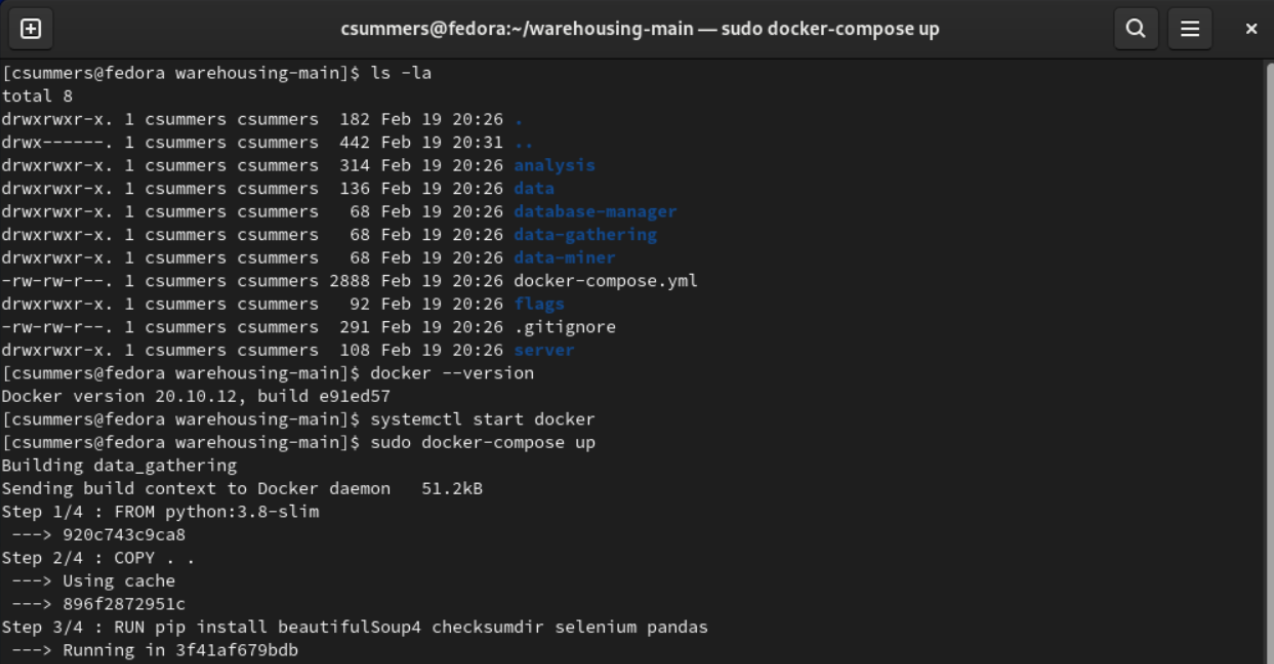 csummers@fedora:~/warehousing-main — sudo docker-compose up
[csummers@fedora warehousing-main]$ ls -la
total 8
drwxrwxr-x. 1 csummers csummers  182 Feb 19 20:26 .
drwx------. 1 csummers csummers  442 Feb 19 20:31 ..
drwxrwxr-x. 1 csummers csummers  314 Feb 19 20:26 analysis
drwxrwxr-x. 1 csummers csummers  136 Feb 19 20:26 data
drwxrwxr-x. 1 csummers csummers   68 Feb 19 20:26 database-manager
drwxrwxr-x. 1 csummers csummers   68 Feb 19 20:26 data-gathering
drwxrwxr-x. 1 csummers csummers   68 Feb 19 20:26 data-miner
-rw-rw-r--. 1 csummers csummers 2888 Feb 19 20:26 docker-compose.yml
drwxrwxr-x. 1 csummers csummers   92 Feb 19 20:26 flags
-rw-rw-r--. 1 csummers csummers  291 Feb 19 20:26 .gitignore
drwxrwxr-x. 1 csummers csummers  108 Feb 19 20:26 server
[csummers@fedora warehousing-main]$ docker --version
Docker version 20.10.12, build e91ed57
[csummers@fedora warehousing-main]$ systemctl start docker
[csummers@fedora warehousing-main]$ sudo docker-compose up
Building data_gathering
Sending build context to Docker daemon   51.2kB
Step 1/4 : FROM python:3.8-slim
 ---> 920c743c9ca8
Step 2/4 : COPY . .
 ---> Using cache
 ---> 896f2872951c
Step 3/4 : RUN pip install beautifulSoup4 checksumdir selenium pandas
 ---> Running in 3f41af679bdb